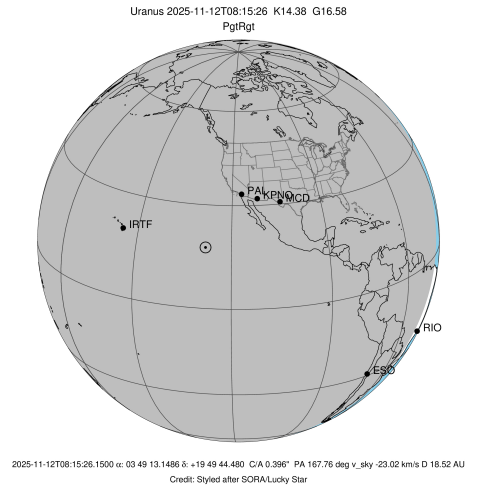 Uranus 2025-11-12T08:15:26 K14.38 G16.58
PgtRgt
PAL
KPNO
MCD
IRTF
RIO
ESO
2025-11-12T08:15:26.1500 α: 03 49 13.1486 δ: +19 49 44.480 C/A 0.396" PA 167.76 deg v_sky -23.02 km/s D 18.52 AU
Credit: Styled after SORA/Lucky Star